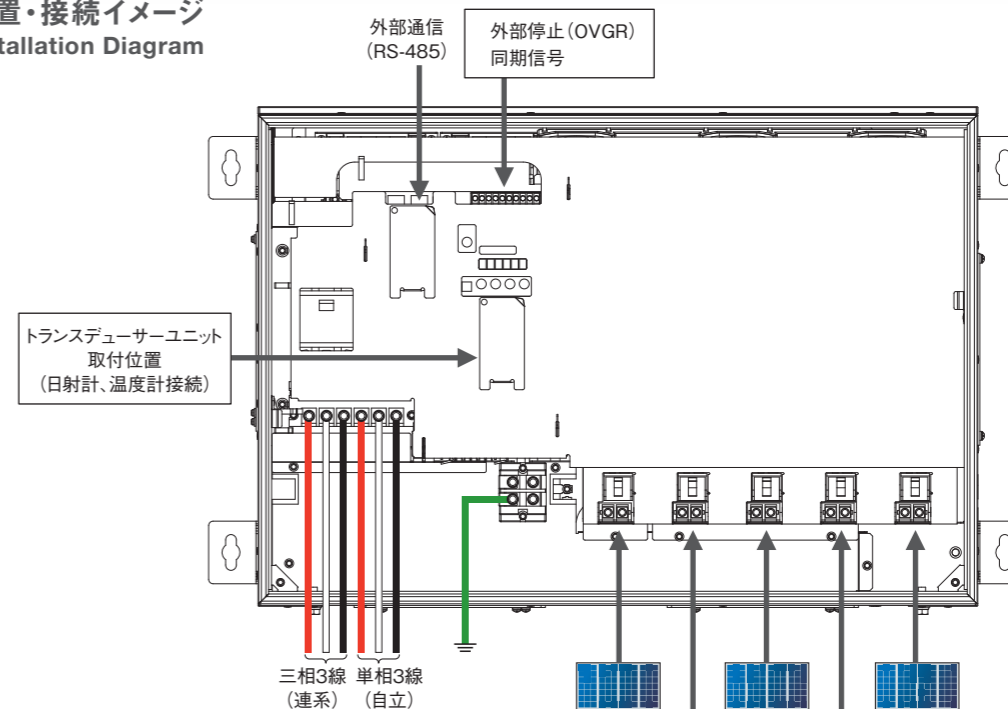 置・接続イメージ
tallation Diagram
外部通信
(RS-485)
外部停止(OVGR)
同期信号
トランスデューサーユニット
取付位置
(日射計、温度計接続)
三相3線
(連系)
単相3線
(自立)